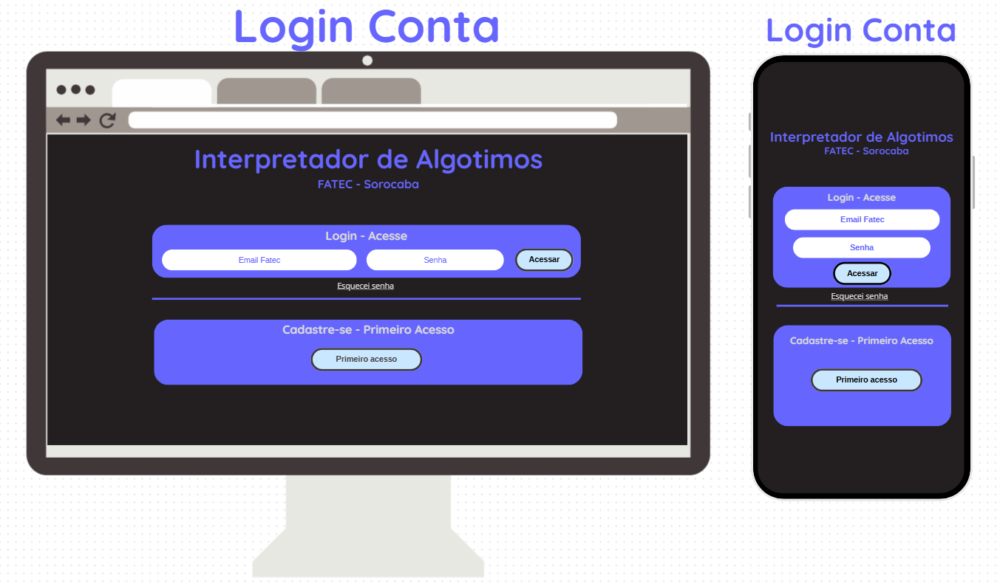 Login Conta
Interpretador de Algotimos
FATEC - Sorocaba
Login - Acesse
Email Fatec
Senha
Acessar
Esquecei senha
Cadastre-se - Primeiro Acesso
Primeiro acesso
Login Conta
Interpretador de Algotimos
FATEC - Sorocaba
Login - Acesse
Email Fatec
Senha
Acessar
Esquecei senha
Cadastre-se - Primeiro Acesso
Primeiro acesso